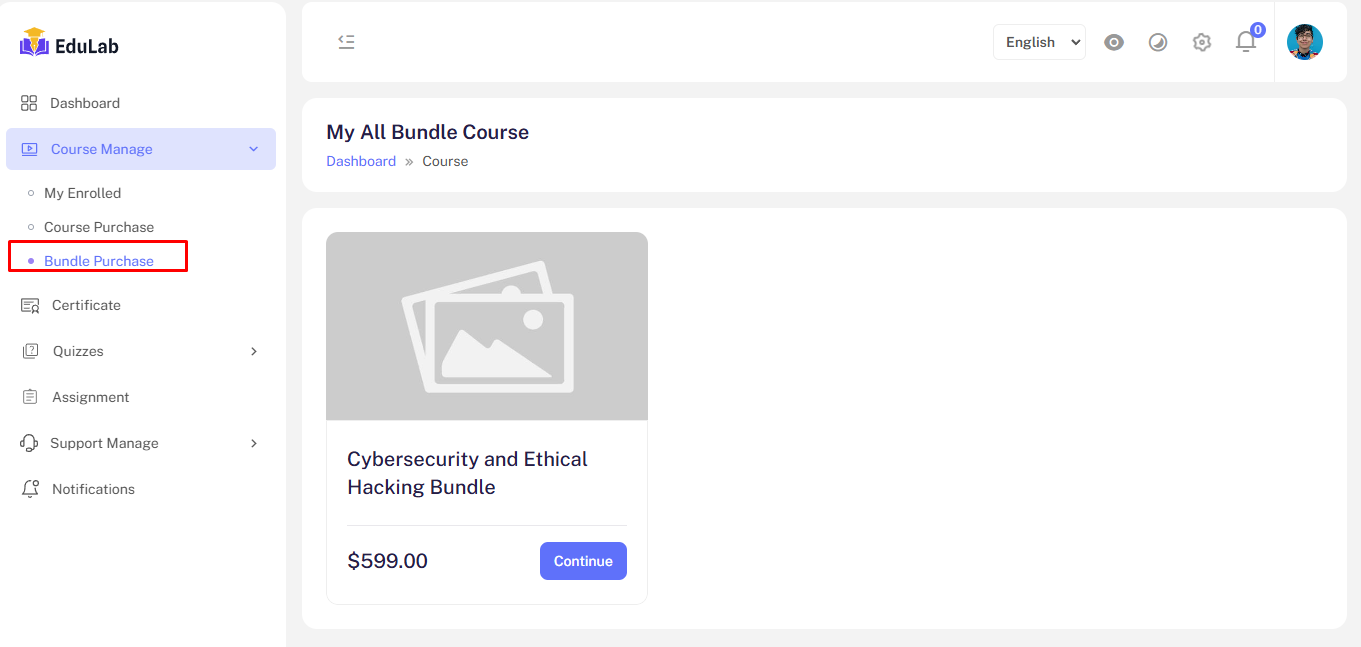 EduLab
English
0
Dashboard
Course Manage
My Enrolled
Course Purchase
Bundle Purchase
Certificate
Quizzes
Assignment
Support Manage
Notifications
My All Bundle Course
Dashboard » Course
Cybersecurity and Ethical
Hacking Bundle
$599.00
Continue